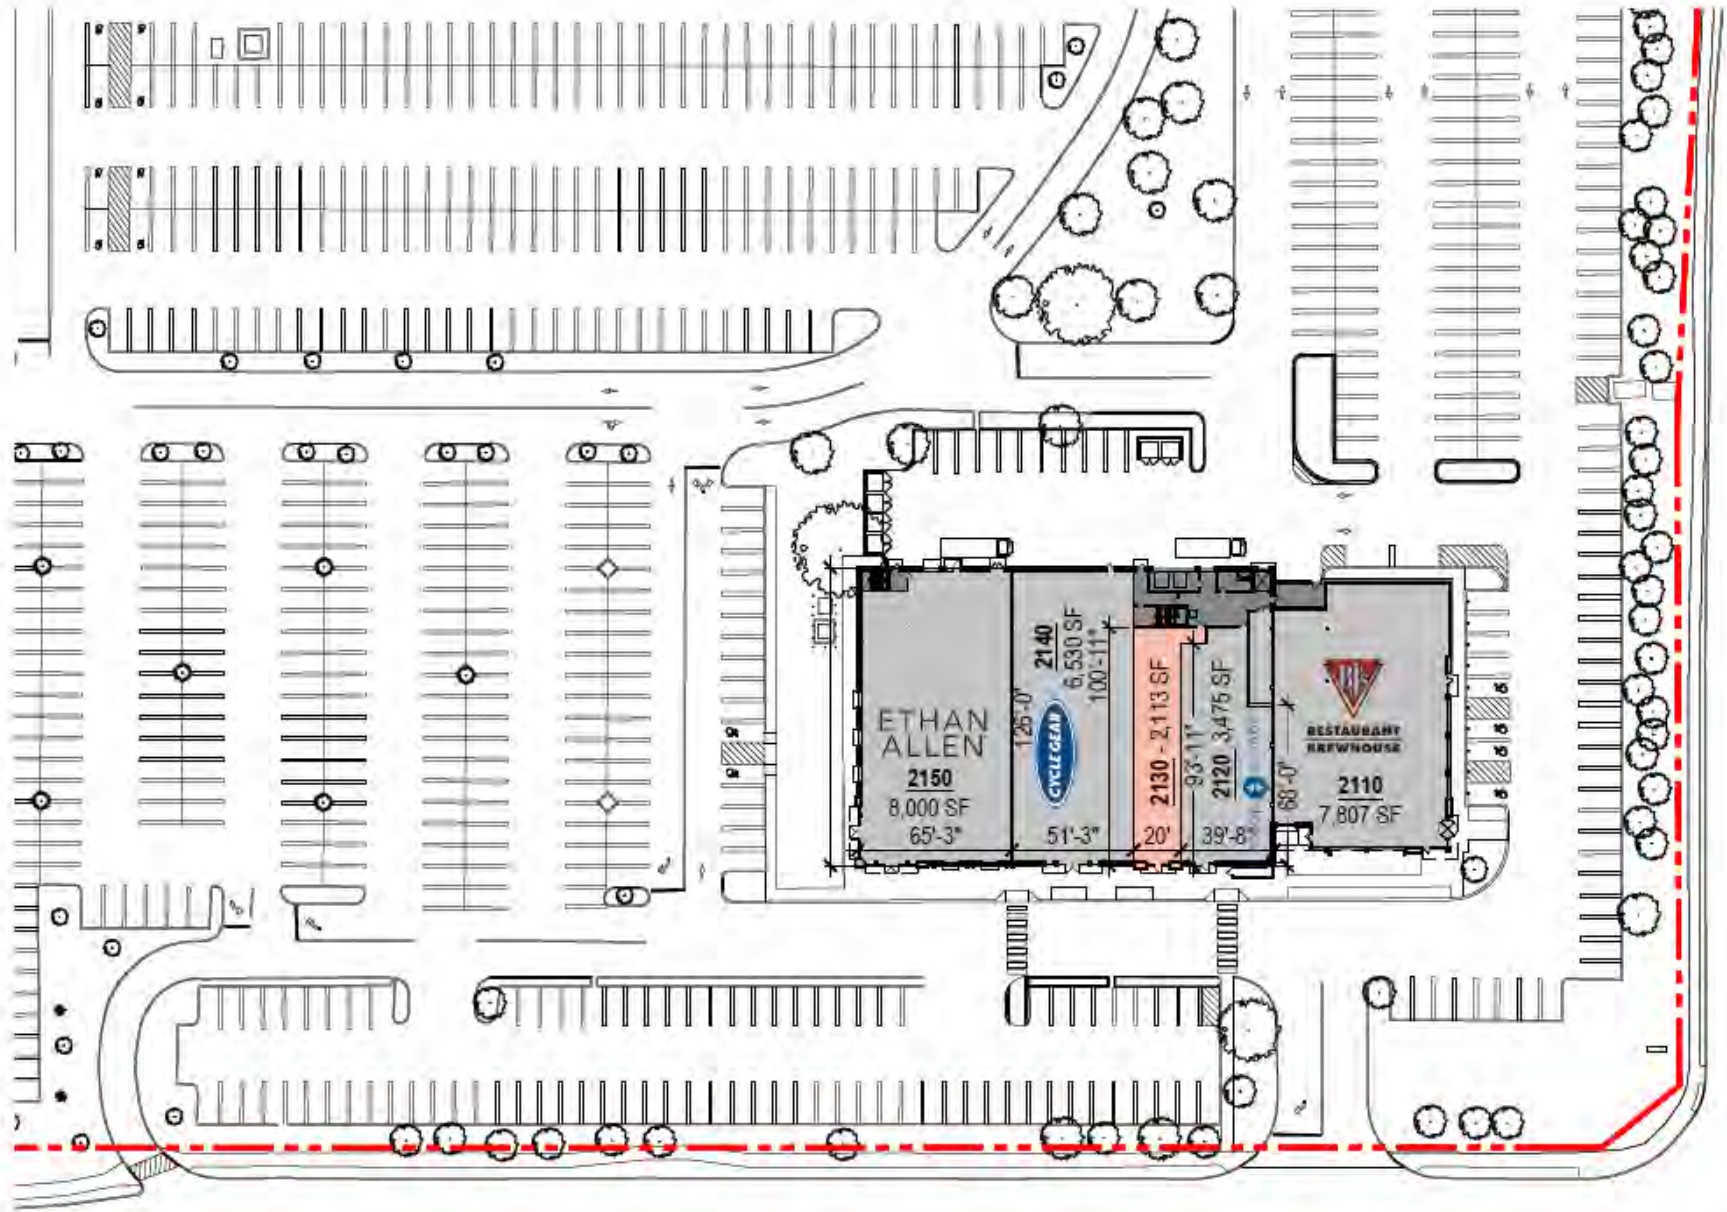 ETHAN
ALLEN
2150
8,000 SF
65'-3"
126'-0"
2140
6,530 SF
100'-11"
CYCLE GEAR
51'-3"
2130 - 2,113 SF
20'
93'-11"
2120 3,475 SF
39'-8"
68'-0"
RESTAURANT
BREWHOUSE
2110
7,807 SF